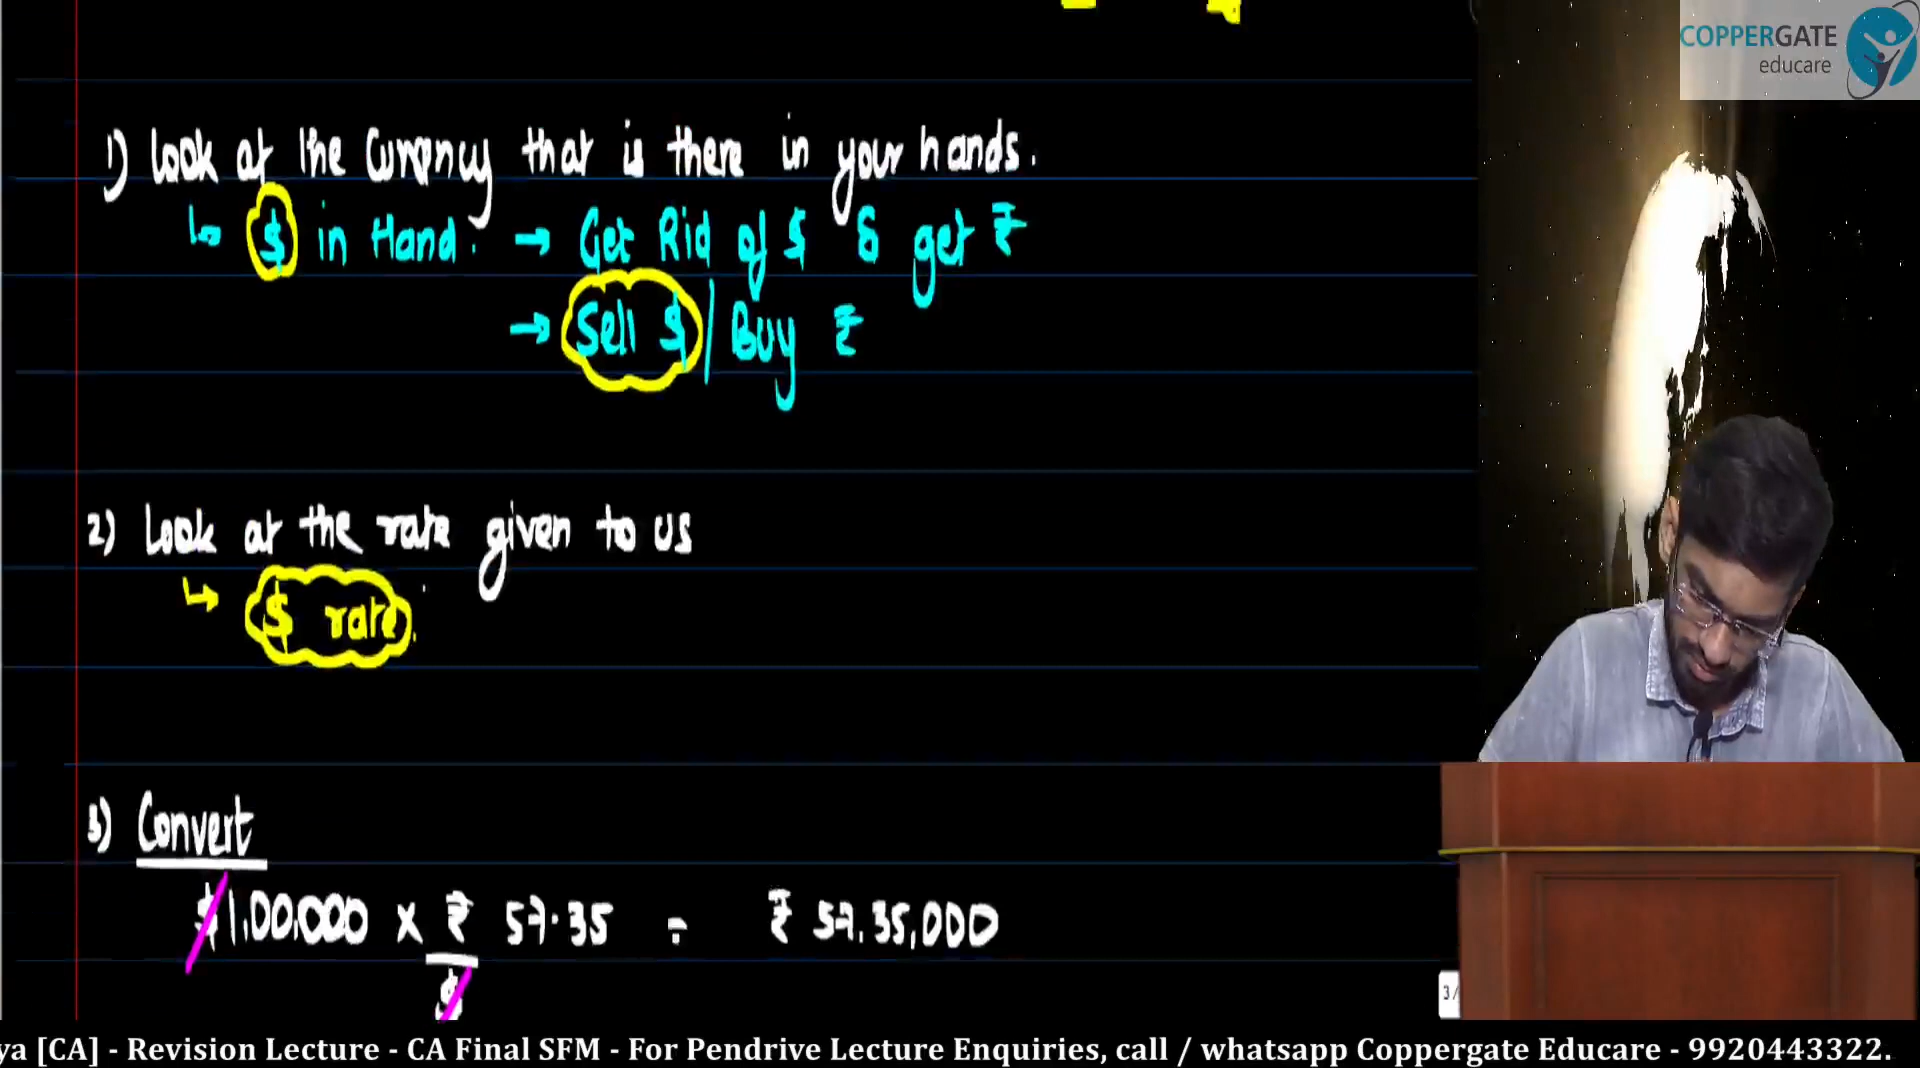 COPPERGATE
educare
1) Look at the Currency that is there in your hands.
↳ $ in Hand. → Get Rid of $ & get ₹
→ Sell $ / Buy ₹
2) Look at the rate given to us
↳ $ rate.
3) Convert
$1,00,000 × ₹/$ 57.35 = ₹ 57,35,000
3/
ya [CA] - Revision Lecture - CA Final SFM - For Pendrive Lecture Enquiries, call / whatsapp Coppergate Educare - 9920443322.